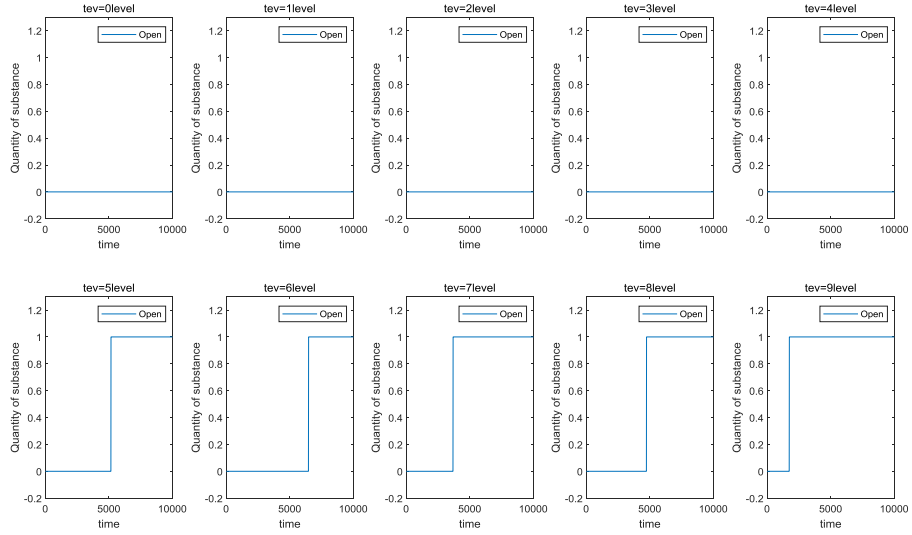 tev=0level
Open
Quantity of substance
1.2
1
0.8
0.6
0.4
0.2
0
-0.2
0
5000
10000
time
tev=1level
Open
Quantity of substance
1.2
1
0.8
0.6
0.4
0.2
0
-0.2
0
5000
10000
time
tev=2level
Open
Quantity of substance
1.2
1
0.8
0.6
0.4
0.2
0
-0.2
0
5000
10000
time
tev=3level
Open
Quantity of substance
1.2
1
0.8
0.6
0.4
0.2
0
-0.2
0
5000
10000
time
tev=4level
Open
Quantity of substance
1.2
1
0.8
0.6
0.4
0.2
0
-0.2
0
5000
10000
time
tev=5level
Open
Quantity of substance
1.2
1
0.8
0.6
0.4
0.2
0
-0.2
0
5000
10000
time
tev=6level
Open
Quantity of substance
1.2
1
0.8
0.6
0.4
0.2
0
-0.2
0
5000
10000
time
tev=7level
Open
Quantity of substance
1.2
1
0.8
0.6
0.4
0.2
0
-0.2
0
5000
10000
time
tev=8level
Open
Quantity of substance
1.2
1
0.8
0.6
0.4
0.2
0
-0.2
0
5000
10000
time
tev=9level
Open
Quantity of substance
1.2
1
0.8
0.6
0.4
0.2
0
-0.2
0
5000
10000
time